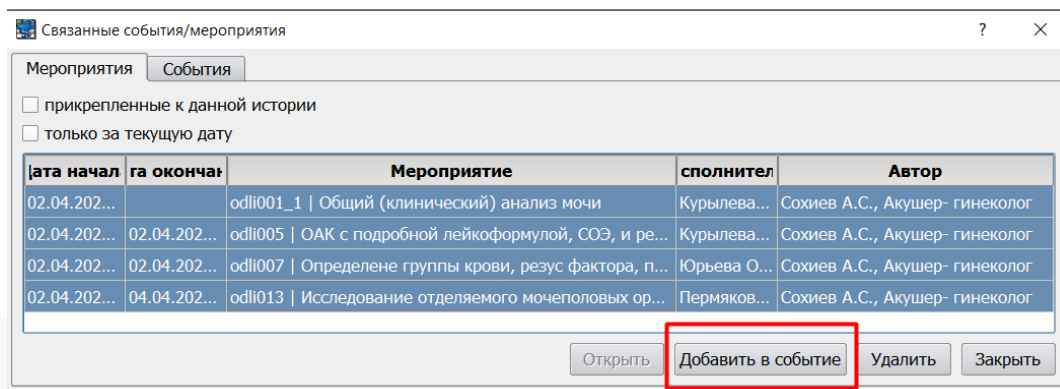 Связанные события/мероприятия ? ×
Мероприятия События
прикрепленные к данной истории
только за текущую дату
Дата начал та окончан Мероприятие сполнител Автор
02.04.202... odli001_1 | Общий (клинический) анализ мочи Курылева... Сохиев А.С., Акушер- гинеколог
02.04.202... 02.04.202... odli005 | ОАК с подробной лейкоформулой, СОЭ, и ре... Курылева... Сохиев А.С., Акушер- гинеколог
02.04.202... 02.04.202... odli007 | Определене группы крови, резус фактора, п... Юрьева О... Сохиев А.С., Акушер- гинеколог
02.04.202... 04.04.202... odli013 | Исследование отделяемого мочеполовых ор... Пермяков... Сохиев А.С., Акушер- гинеколог
Открыть Добавить в событие Удалить Закрыть